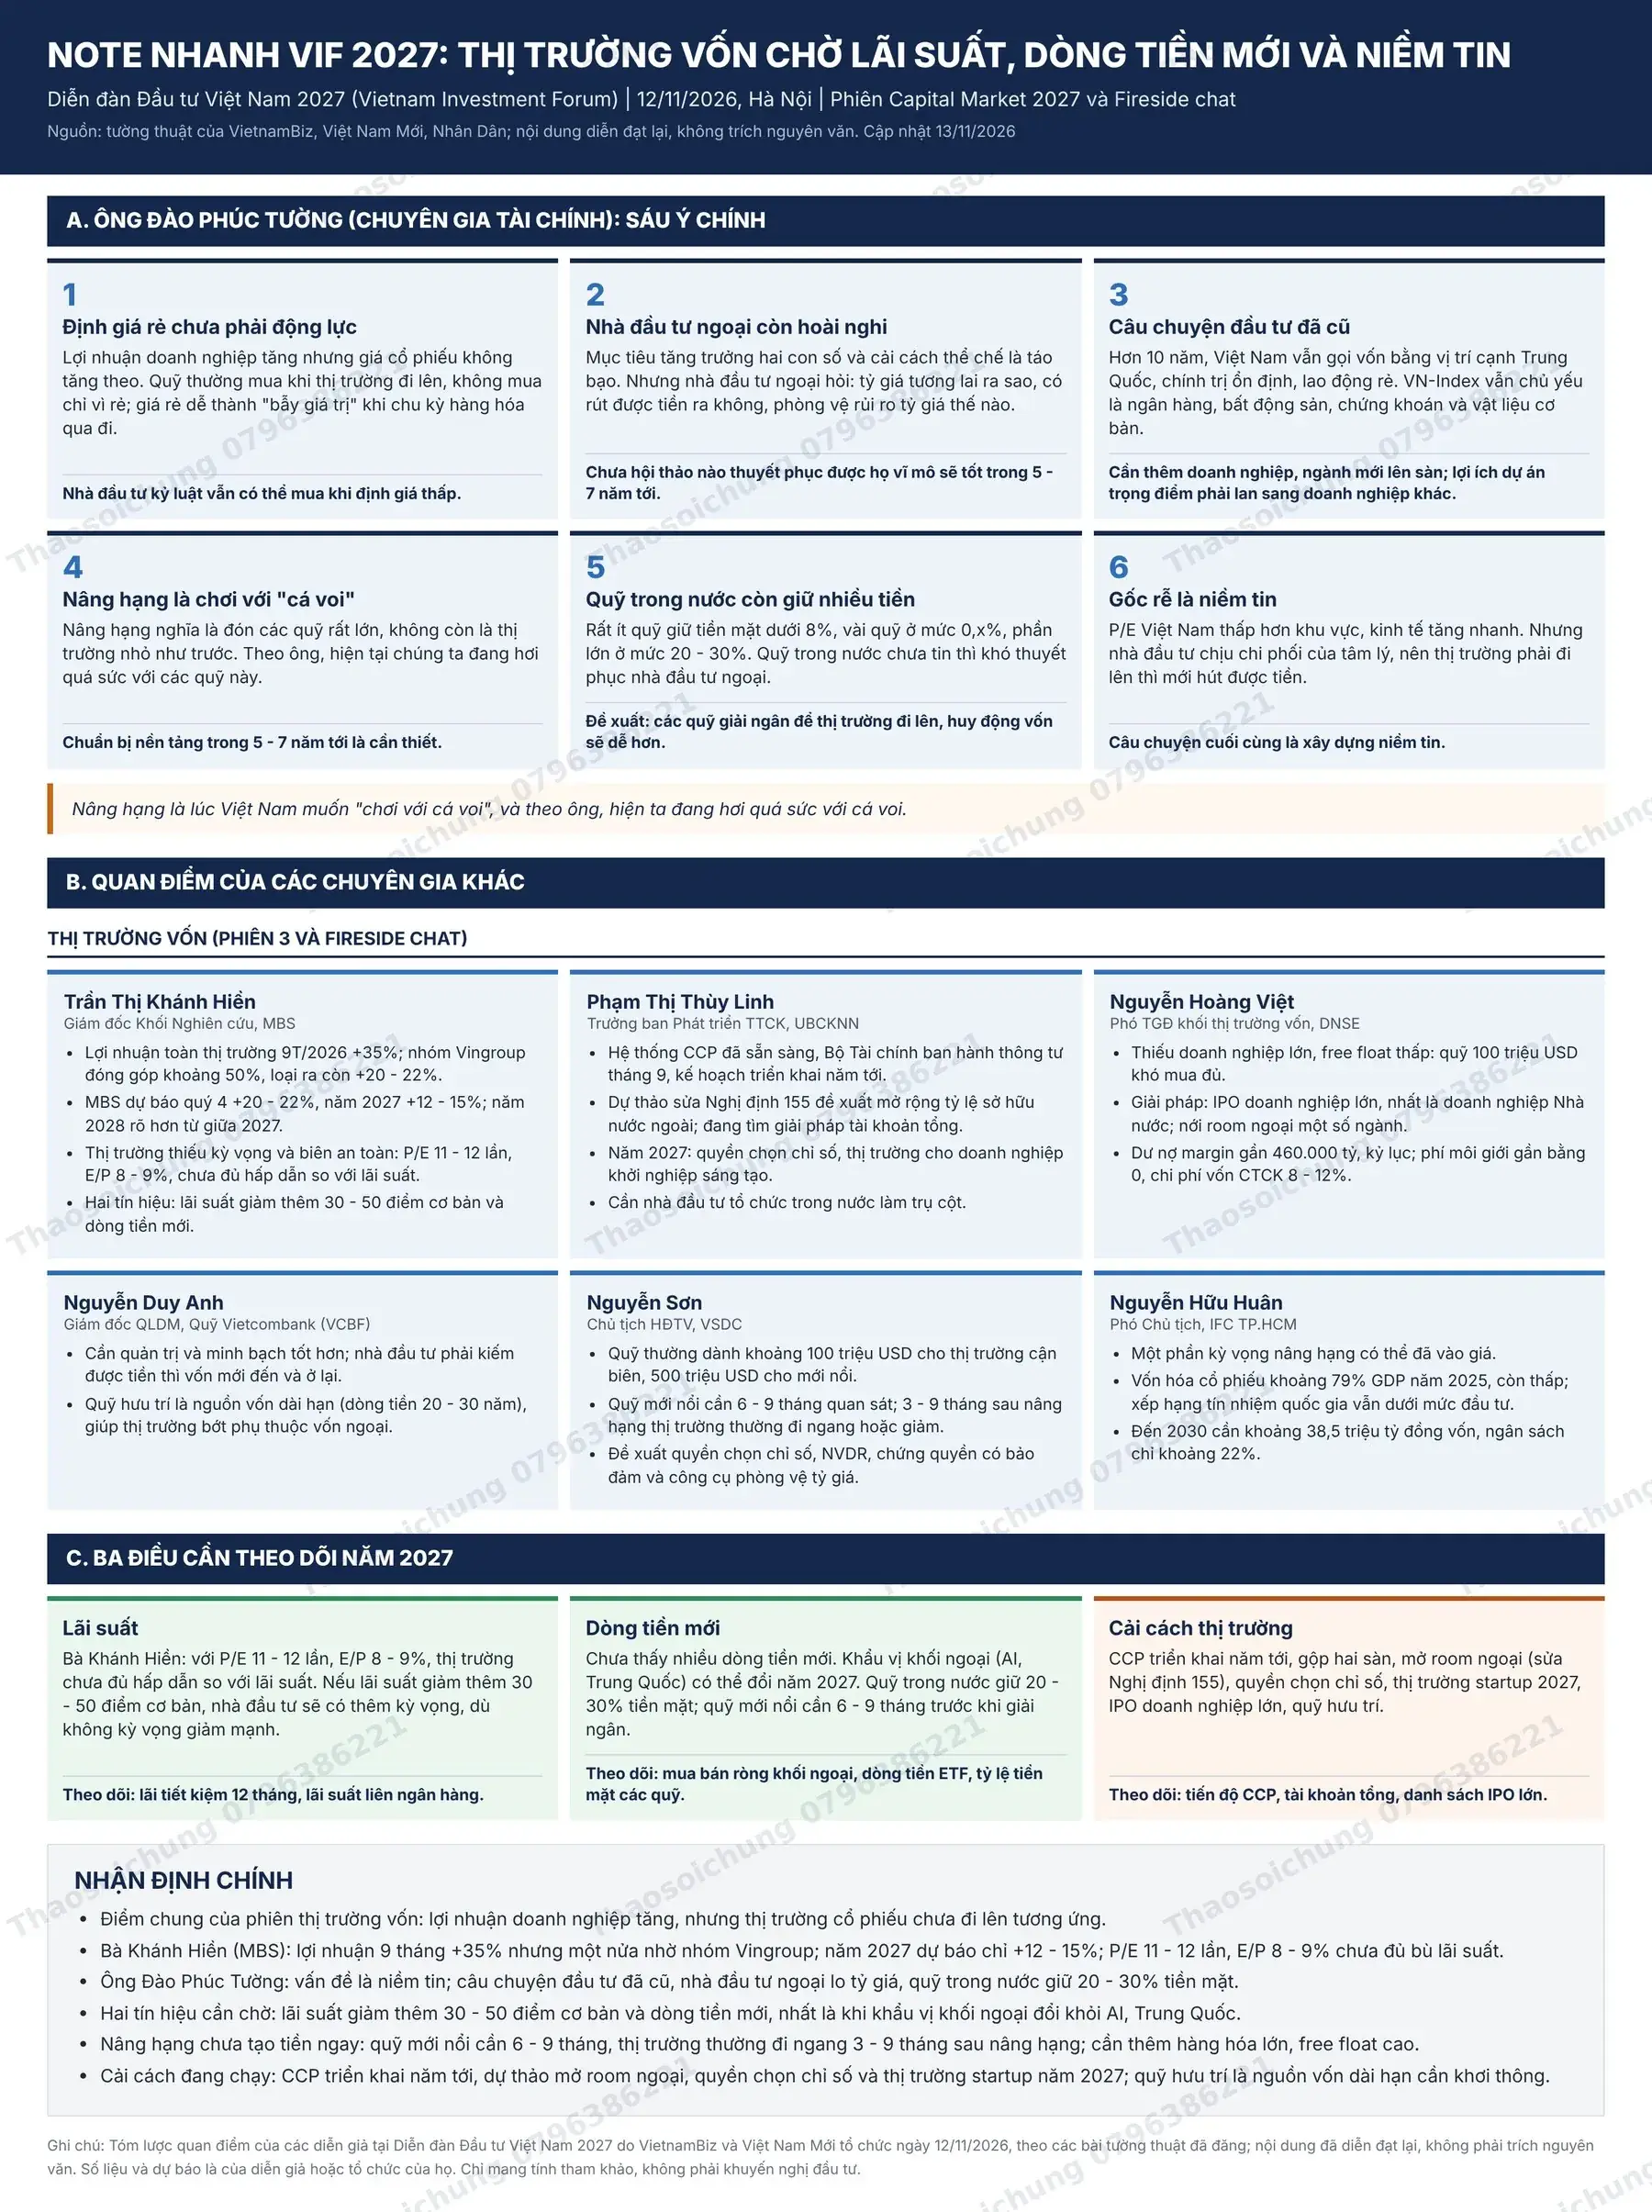 NOTE NHANH VIF 2027: THỊ TRƯỜNG VỐN CHỜ LÃI SUẤT, DÒNG TIỀN MỚI VÀ NIỀM TIN
Diễn đàn Đầu tư Việt Nam 2027 (Vietnam Investment Forum) | 12/11/2026, Hà Nội | Phiên Capital Market 2027 và Fireside chat
Nguồn: tường thuật của VietnamBiz, Việt Nam Mới, Nhân Dân; nội dung diễn đạt lại, không trích nguyên văn. Cập nhật 13/11/2026
A. ÔNG ĐÀO PHÚC TƯỜNG (CHUYÊN GIA TÀI CHÍNH): SÁU Ý CHÍNH
1
Định giá rẻ chưa phải động lực
Lợi nhuận doanh nghiệp tăng nhưng giá cổ phiếu không
tăng theo. Quỹ thường mua khi thị trường đi lên, không mua
chỉ vì rẻ; giá rẻ dễ thành "bẫy giá trị" khi chu kỳ hàng hóa
qua đi.
Nhà đầu tư kỷ luật vẫn có thể mua khi định giá thấp.
2
Nhà đầu tư ngoại còn hoài nghi
Mục tiêu tăng trưởng hai con số và cải cách thể chế là táo
bạo. Nhưng nhà đầu tư ngoại hỏi: tỷ giá tương lai ra sao, có
rút được tiền ra không, phòng vệ rủi ro tỷ giá thế nào.
Chưa hội thảo nào thuyết phục được họ vĩ mô sẽ tốt trong 5 -
7 năm tới.
3
Câu chuyện đầu tư đã cũ
Hơn 10 năm, Việt Nam vẫn gọi vốn bằng vị trí cạnh Trung
Quốc, chính trị ổn định, lao động rẻ. VN-Index vẫn chủ yếu
là ngân hàng, bất động sản, chứng khoán và vật liệu cơ
bản.
Cần thêm doanh nghiệp, ngành mới lên sàn; lợi ích dự án
trọng điểm phải lan sang doanh nghiệp khác.
4
Nâng hạng là chơi với "cá voi"
Nâng hạng nghĩa là đón các quỹ rất lớn, không còn là thị
trường nhỏ như trước. Theo ông, hiện tại chúng ta đang hơi
quá sức với các quỹ này.
Chuẩn bị nền tảng trong 5 - 7 năm tới là cần thiết.
5
Quỹ trong nước còn giữ nhiều tiền
Rất ít quỹ giữ tiền mặt dưới 8%, vài quỹ ở mức 0,x%, phần
lớn ở mức 20 - 30%. Quỹ trong nước chưa tin thì khó thuyết
phục nhà đầu tư ngoại.
Đề xuất: các quỹ giải ngân để thị trường đi lên, huy động vốn
sẽ dễ hơn.
6
Gốc rễ là niềm tin
P/E Việt Nam thấp hơn khu vực, kinh tế tăng nhanh. Nhưng
nhà đầu tư chịu chi phối của tâm lý, nên thị trường phải đi
lên thì mới hút được tiền.
Câu chuyện cuối cùng là xây dựng niềm tin.
Nâng hạng là lúc Việt Nam muốn "chơi với cá voi", và theo ông, hiện ta đang hơi quá sức với cá voi.
B. QUAN ĐIỂM CỦA CÁC CHUYÊN GIA KHÁC
THỊ TRƯỜNG VỐN (PHIÊN 3 VÀ FIRESIDE CHAT)
Trần Thị Khánh Hiền
Giám đốc Khối Nghiên cứu, MBS
• Lợi nhuận toàn thị trường 9T/2026 +35%; nhóm Vingroup
đóng góp khoảng 50%, loại ra còn +20 - 22%.
• MBS dự báo quý 4 +20 - 22%, năm 2027 +12 - 15%; năm
2028 rõ hơn từ giữa 2027.
• Thị trường thiếu kỳ vọng và biên an toàn: P/E 11 - 12 lần,
E/P 8 - 9%, chưa đủ hấp dẫn so với lãi suất.
• Hai tín hiệu: lãi suất giảm thêm 30 - 50 điểm cơ bản và
dòng tiền mới.
Phạm Thị Thùy Linh
Trưởng ban Phát triển TTCK, UBCKNN
• Hệ thống CCP đã sẵn sàng, Bộ Tài chính ban hành thông tư
tháng 9, kế hoạch triển khai năm tới.
• Dự thảo sửa Nghị định 155 đề xuất mở rộng tỷ lệ sở hữu
nước ngoài; đang tìm giải pháp tài khoản tổng.
• Năm 2027: quyền chọn chỉ số, thị trường cho doanh nghiệp
khởi nghiệp sáng tạo.
• Cần nhà đầu tư tổ chức trong nước làm trụ cột.
Nguyễn Hoàng Việt
Phó TGĐ khối thị trường vốn, DNSE
• Thiếu doanh nghiệp lớn, free float thấp: quỹ 100 triệu USD
khó mua đủ.
• Giải pháp: IPO doanh nghiệp lớn, nhất là doanh nghiệp Nhà
nước; nới room ngoại một số ngành.
• Dư nợ margin gần 460.000 tỷ, kỷ lục; phí môi giới gần bằng
0, chi phí vốn CTCK 8 - 12%.
Nguyễn Duy Anh
Giám đốc QLDM, Quỹ Vietcombank (VCBF)
• Cần quản trị và minh bạch tốt hơn; nhà đầu tư phải kiếm
được tiền thì vốn mới đến và ở lại.
• Quỹ hưu trí là nguồn vốn dài hạn (dòng tiền 20 - 30 năm),
giúp thị trường bớt phụ thuộc vốn ngoại.
Nguyễn Sơn
Chủ tịch HĐTV, VSDC
• Quỹ thường dành khoảng 100 triệu USD cho thị trường cận
biên, 500 triệu USD cho mới nổi.
• Quỹ mới nổi cần 6 - 9 tháng quan sát; 3 - 9 tháng sau nâng
hạng thị trường thường đi ngang hoặc giảm.
• Đề xuất quyền chọn chỉ số, NVDR, chứng quyền có bảo
đảm và công cụ phòng vệ tỷ giá.
Nguyễn Hữu Huân
Phó Chủ tịch, IFC TP.HCM
• Một phần kỳ vọng nâng hạng có thể đã vào giá.
• Vốn hóa cổ phiếu khoảng 79% GDP năm 2025, còn thấp;
xếp hạng tín nhiệm quốc gia vẫn dưới mức đầu tư.
• Đến 2030 cần khoảng 38,5 triệu tỷ đồng vốn, ngân sách
chi khoảng 22%.
C. BA ĐIỀU CẦN THEO DÕI NĂM 2027
Lãi suất
Bà Khánh Hiền: với P/E 11 - 12 lần, E/P 8 - 9%, thị trường
chưa đủ hấp dẫn so với lãi suất. Nếu lãi suất giảm thêm 30
- 50 điểm cơ bản, nhà đầu tư sẽ có thêm kỳ vọng, dù
không kỳ vọng giảm mạnh.
Theo dõi: lãi tiết kiệm 12 tháng, lãi suất liên ngân hàng.
Dòng tiền mới
Chưa thấy nhiều dòng tiền mới. Khẩu vị khối ngoại (AI,
Trung Quốc) có thể đổi năm 2027. Quỹ trong nước giữ 20 -
30% tiền mặt; quỹ mới nổi cần 6 - 9 tháng trước khi giải
ngân.
Theo dõi: mua bán ròng khối ngoại, dòng tiền ETF, tỷ lệ tiền
mặt các quỹ.
Cải cách thị trường
CCP triển khai năm tới, gộp hai sàn, mở room ngoại (sửa
Nghị định 155), quyền chọn chỉ số, thị trường startup 2027,
IPO doanh nghiệp lớn, quỹ hưu trí.
Theo dõi: tiến độ CCP, tài khoản tổng, danh sách IPO lớn.
NHẬN ĐỊNH CHÍNH
• Điểm chung của phiên thị trường vốn: lợi nhuận doanh nghiệp tăng, nhưng thị trường cổ phiếu chưa đi lên tương ứng.
• Bà Khánh Hiền (MBS): lợi nhuận 9 tháng +35% nhưng một nửa nhờ nhóm Vingroup; năm 2027 dự báo chỉ +12 - 15%; P/E 11 - 12 lần, E/P 8 - 9% chưa đủ bù lãi suất.
• Ông Đào Phúc Tường: vấn đề là niềm tin; câu chuyện đầu tư đã cũ, nhà đầu tư ngoại lo tỷ giá, quỹ trong nước giữ 20 - 30% tiền mặt.
• Hai tín hiệu cần chờ: lãi suất giảm thêm 30 - 50 điểm cơ bản và dòng tiền mới, nhất là khi khẩu vị khối ngoại đổi khỏi AI, Trung Quốc.
• Nâng hạng chưa tạo tiền ngay: quỹ mới nổi cần 6 - 9 tháng, thị trường thường đi ngang 3 - 9 tháng sau nâng hạng; cần thêm hàng hóa lớn, free float cao.
• Cải cách đang chạy: CCP triển khai năm tới, dự thảo mở room ngoại, quyền chọn chỉ số và thị trường startup năm 2027; quỹ hưu trí là nguồn vốn dài hạn cần khơi thông.
Ghi chú: Tóm lược quan điểm của các diễn giả tại Diễn đàn Đầu tư Việt Nam 2027 do VietnamBiz và Việt Nam Mới tổ chức ngày 12/11/2026, theo các bài tường thuật đã đăng; nội dung đã diễn đạt lại, không phải trích nguyên
văn. Số liệu và dự báo là của diễn giả hoặc tổ chức của họ. Chỉ mang tính tham khảo, không phải khuyến nghị đầu tư.
Thaosoichung 0796386221